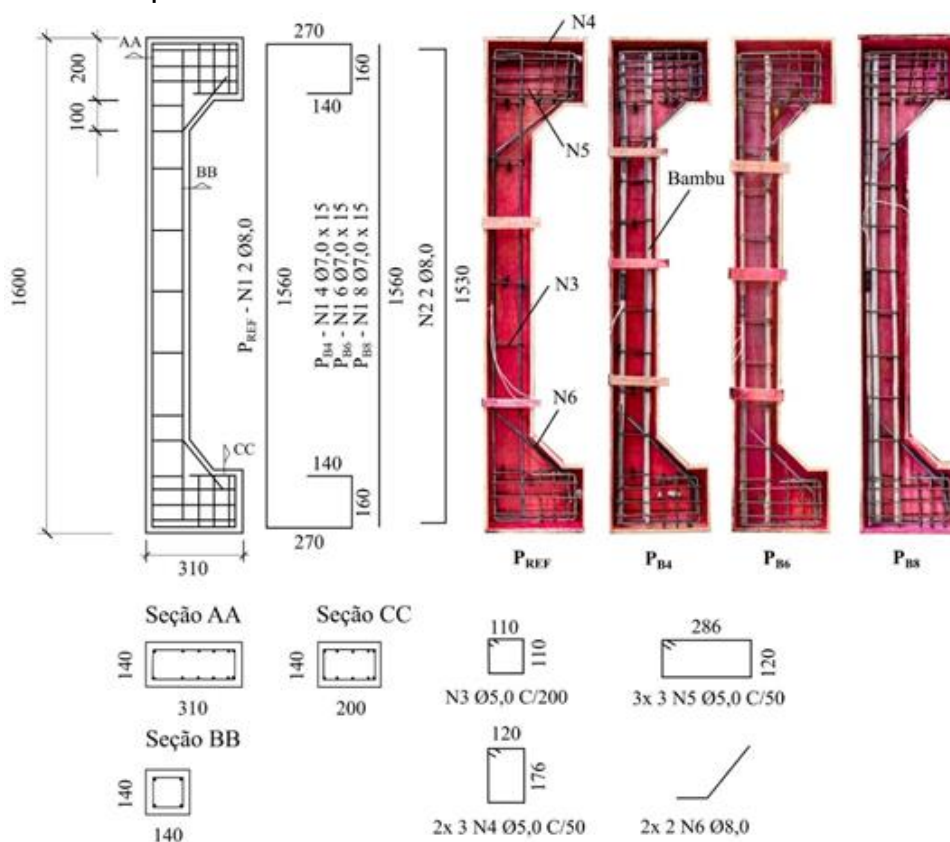 270
AA
N4
200
160
140
100
N5
BB
Bambu
1600
P_REF - N1 2 Ø8,0
1560
P_B4 - N1 4 Ø7,0 x 15
P_B6 - N1 6 Ø7,0 x 15
P_B8 - N1 8 Ø7,0 x 15
1560
N2 2 Ø8,0
1530
N3
N6
CC
140
160
270
310
P_REF
P_B4
P_B6
P_B8
Seção AA
140
310
Seção CC
140
200
110
110
N3 Ø5,0 C/200
286
120
3x 3 N5 Ø5,0 C/50
Seção BB
140
140
120
176
2x 3 N4 Ø5,0 C/50
2x 2 N6 Ø8,0